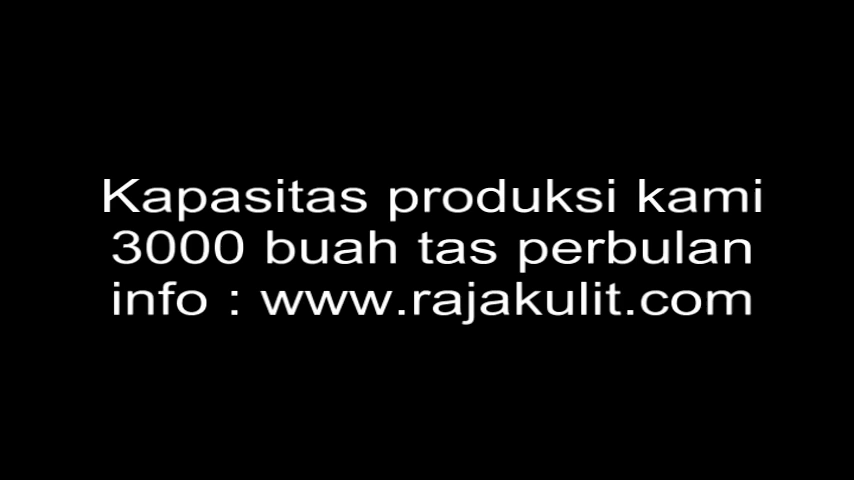 Kapasitas produksi kami
3000 buah tas perbulan
info : www.rajakulit.com